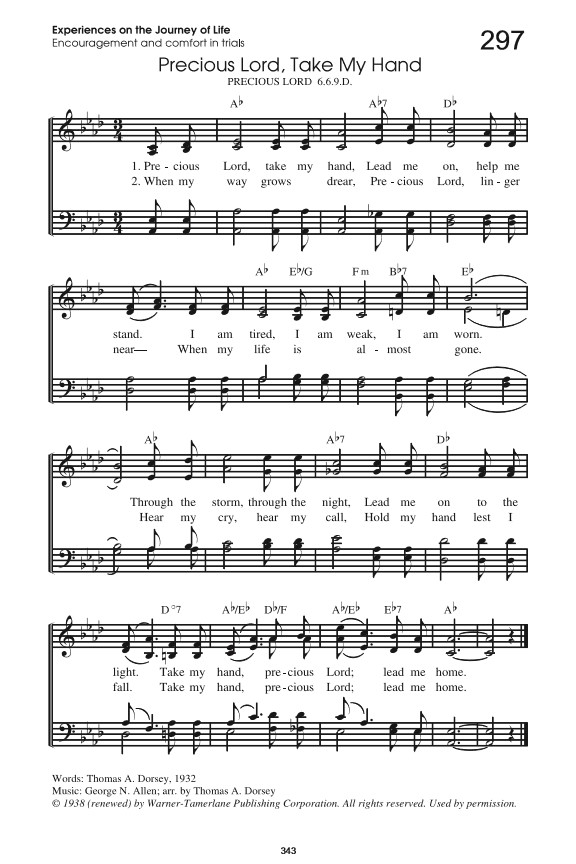 Experiences on the Journey of Life
Encouragement and comfort in trials
297
Precious Lord, Take My Hand
PRECIOUS LORD 6.6.9.D.
A♭ A♭7 D♭
3
4
1. Pre - cious Lord, take my hand, Lead me on, help me
2. When my way grows drear, Pre - cious Lord, lin - ger
3
4
A♭ E♭/G F m B♭7 E♭
stand. I am tired, I am weak, I am worn.
near— When my life is al - most gone.
A♭ A♭7 D♭
Through the storm, through the night, Lead me on to the
Hear my cry, hear my call, Hold my hand lest I
D°7 A♭/E♭ D♭/F A♭/E♭ E♭7 A♭
light. Take my hand, pre - cious Lord; lead me home.
fall. Take my hand, pre - cious Lord; lead me home.
Words: Thomas A. Dorsey, 1932
Music: George N. Allen; arr. by Thomas A. Dorsey
© 1938 (renewed) by Warner-Tamerlane Publishing Corporation. All rights reserved. Used by permission.
343